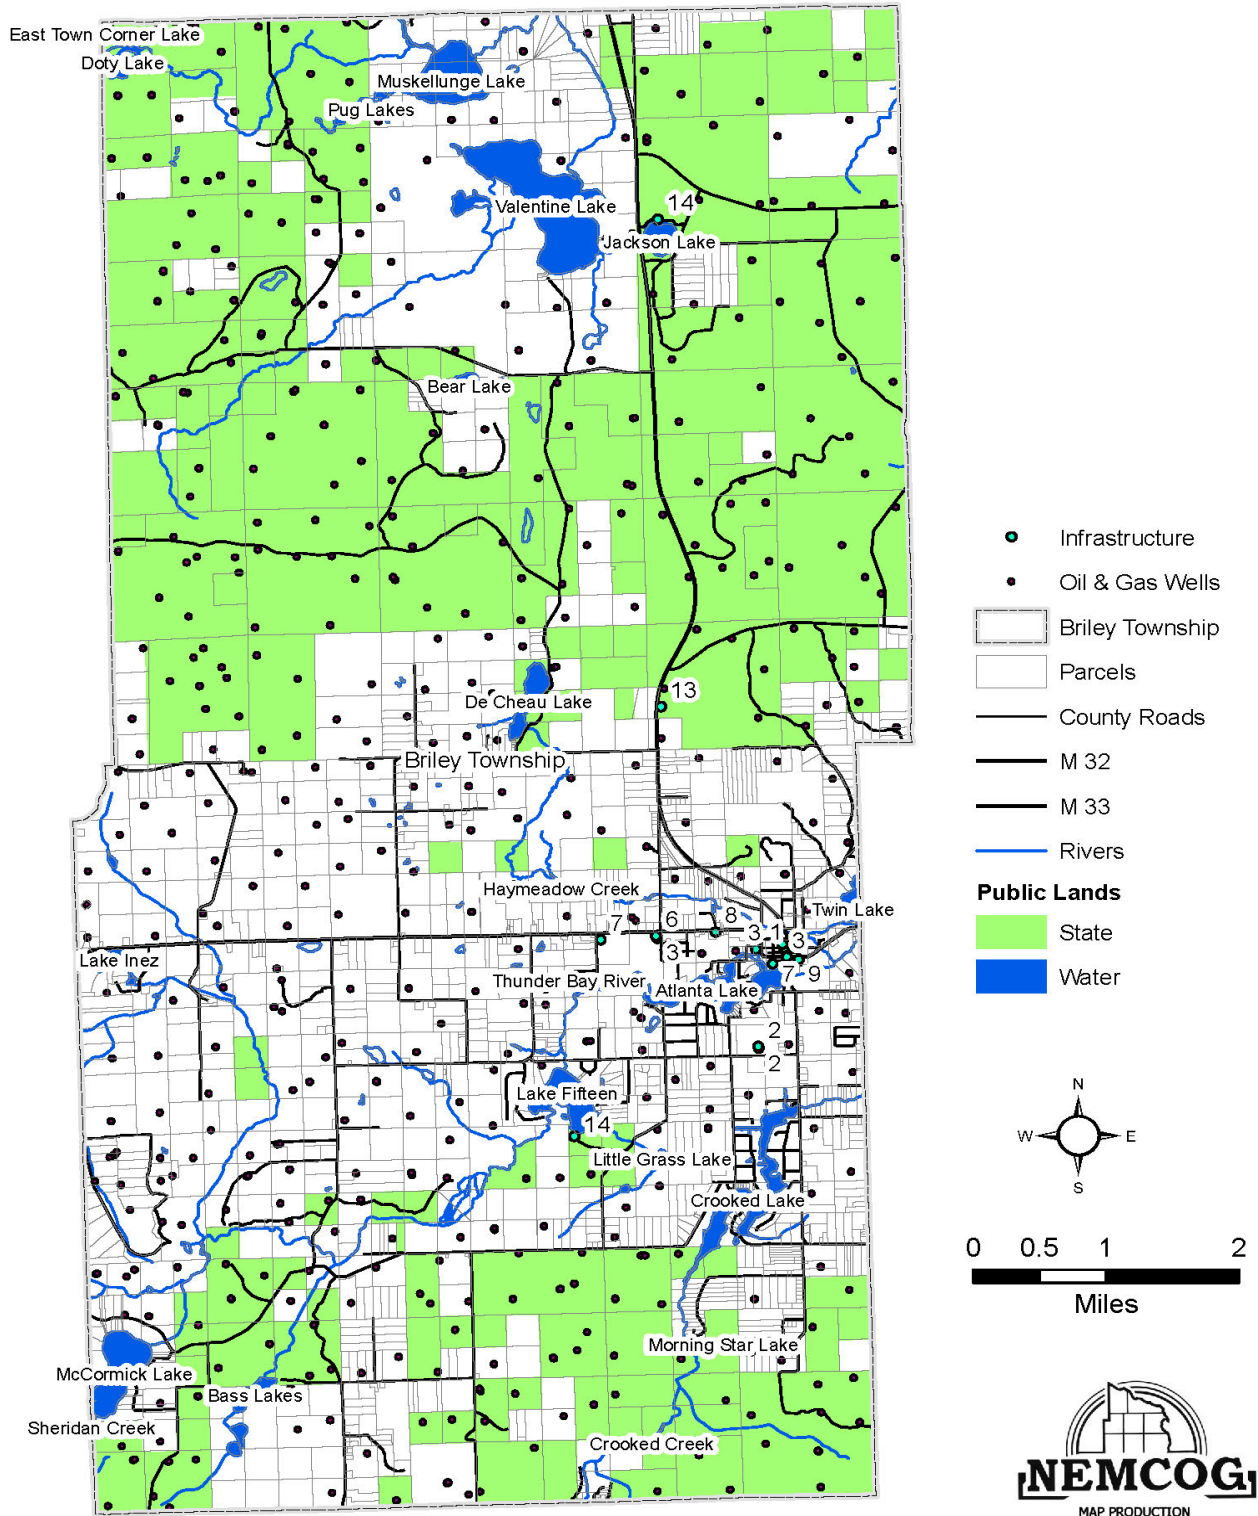 East Town Corner Lake
Doty Lake
Muskellunge Lake
Pug Lakes
Valentine Lake
14
Jackson Lake
Bear Lake
Infrastructure
Oil & Gas Wells
Briley Township
Parcels
County Roads
M 32
M 33
Rivers
Public Lands
State
Water
13
De Cheau Lake
Briley Township
Haymeadow Creek
7
6
8
Twin Lake
3
3
1
3
Lake Inez
Thunder Bay River
Atlanta Lake
7
9
2
2
Lake Fifteen
14
Little Grass Lake
Crooked Lake
N
W
E
S
0 0.5 1 2
Miles
Morning Star Lake
McCormick Lake
Bass Lakes
Sheridan Creek
Crooked Creek
NEMCOG
MAP PRODUCTION